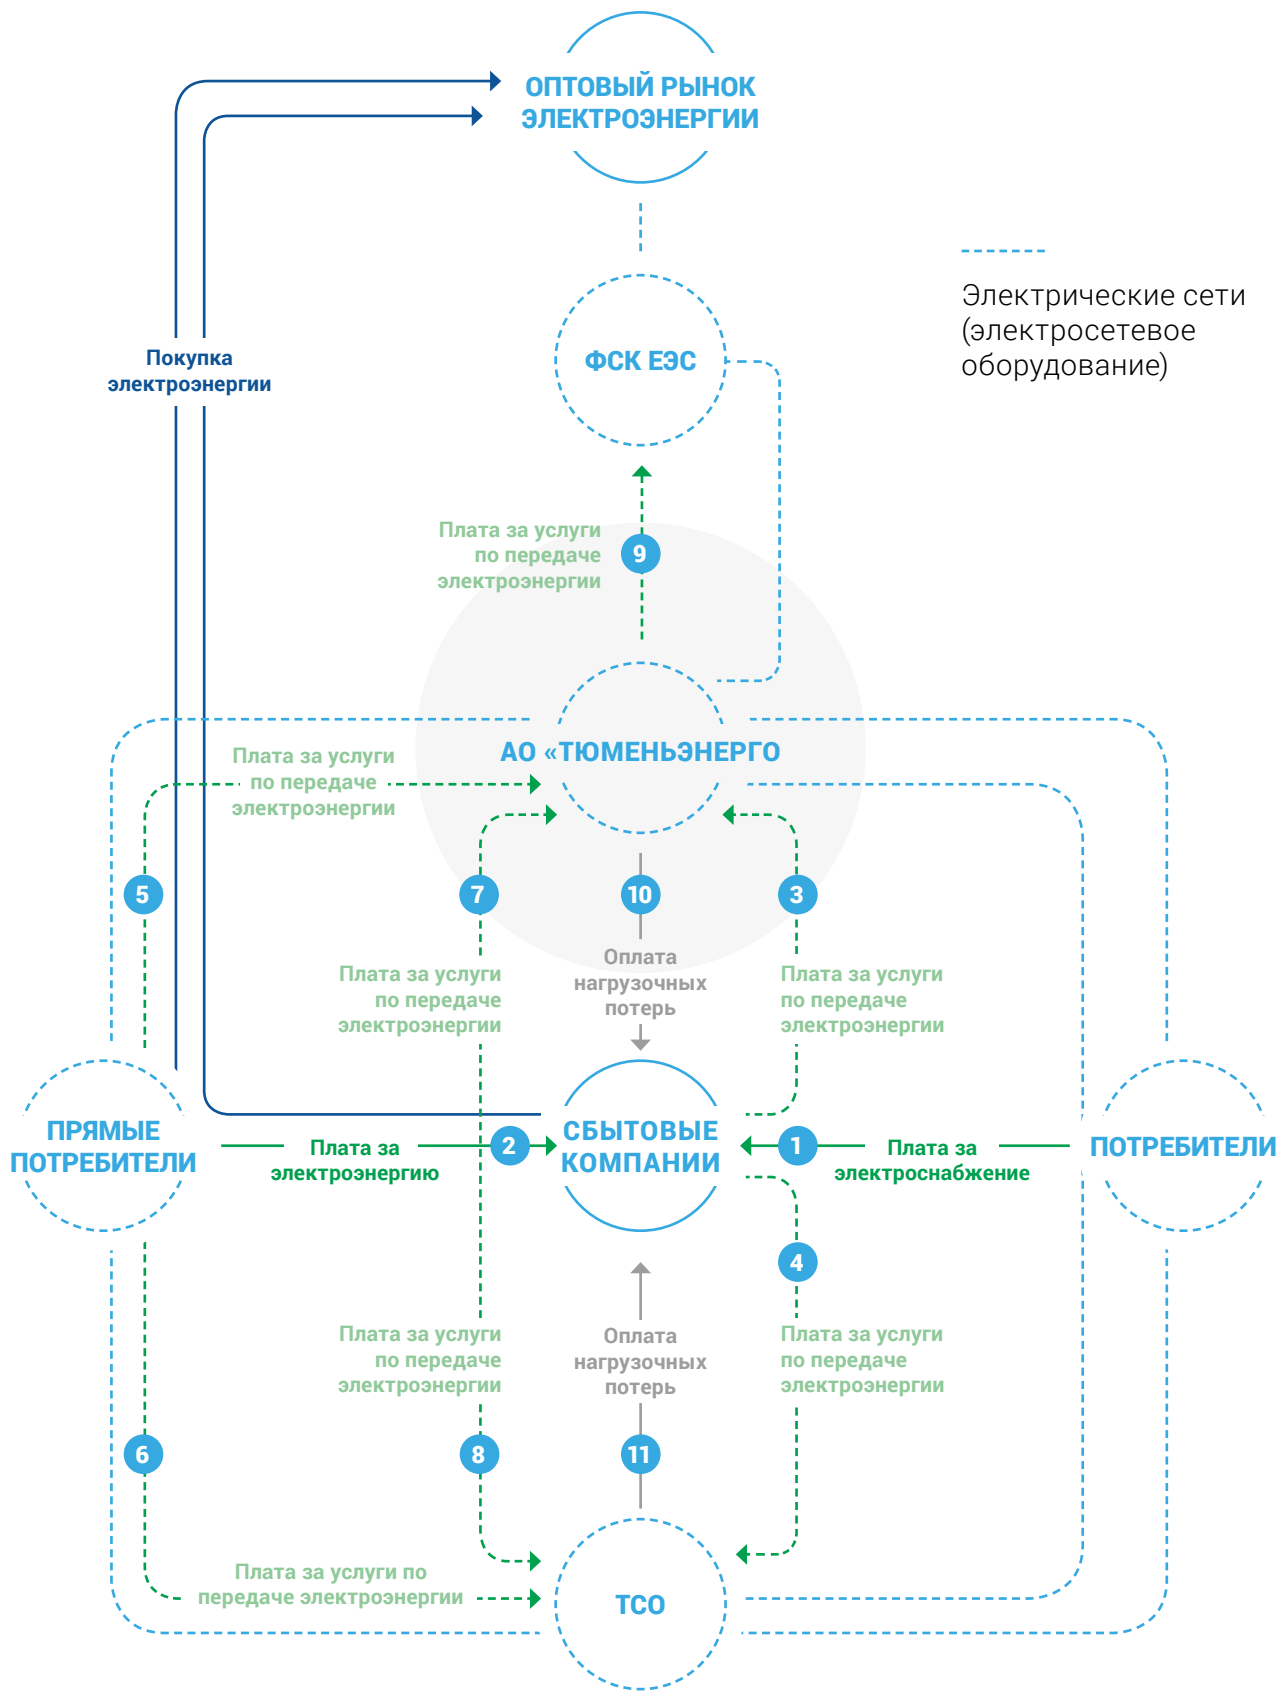 ОПТОВЫЙ РЫНОК
ЭЛЕКТРОЭНЕРГИИ
Электрические сети
(электросетевое
оборудование)
Покупка
электроэнергии
ФСК ЕЭС
Плата за услуги
по передаче
электроэнергии
9
АО «ТЮМЕНЬЭНЕРГО
Плата за услуги
по передаче
электроэнергии
5
7
10
3
Оплата
нагрузочных
потерь
Плата за услуги
по передаче
электроэнергии
Плата за услуги
по передаче
электроэнергии
ПРЯМЫЕ
ПОТРЕБИТЕЛИ
Плата за
электроэнергию
2
СБЫТОВЫЕ
КОМПАНИИ
1
Плата за
электроснабжение
ПОТРЕБИТЕЛИ
4
Плата за услуги
по передаче
электроэнергии
Оплата
нагрузочных
потерь
Плата за услуги
по передаче
электроэнергии
6
8
11
Плата за услуги по
передаче электроэнергии
ТСО